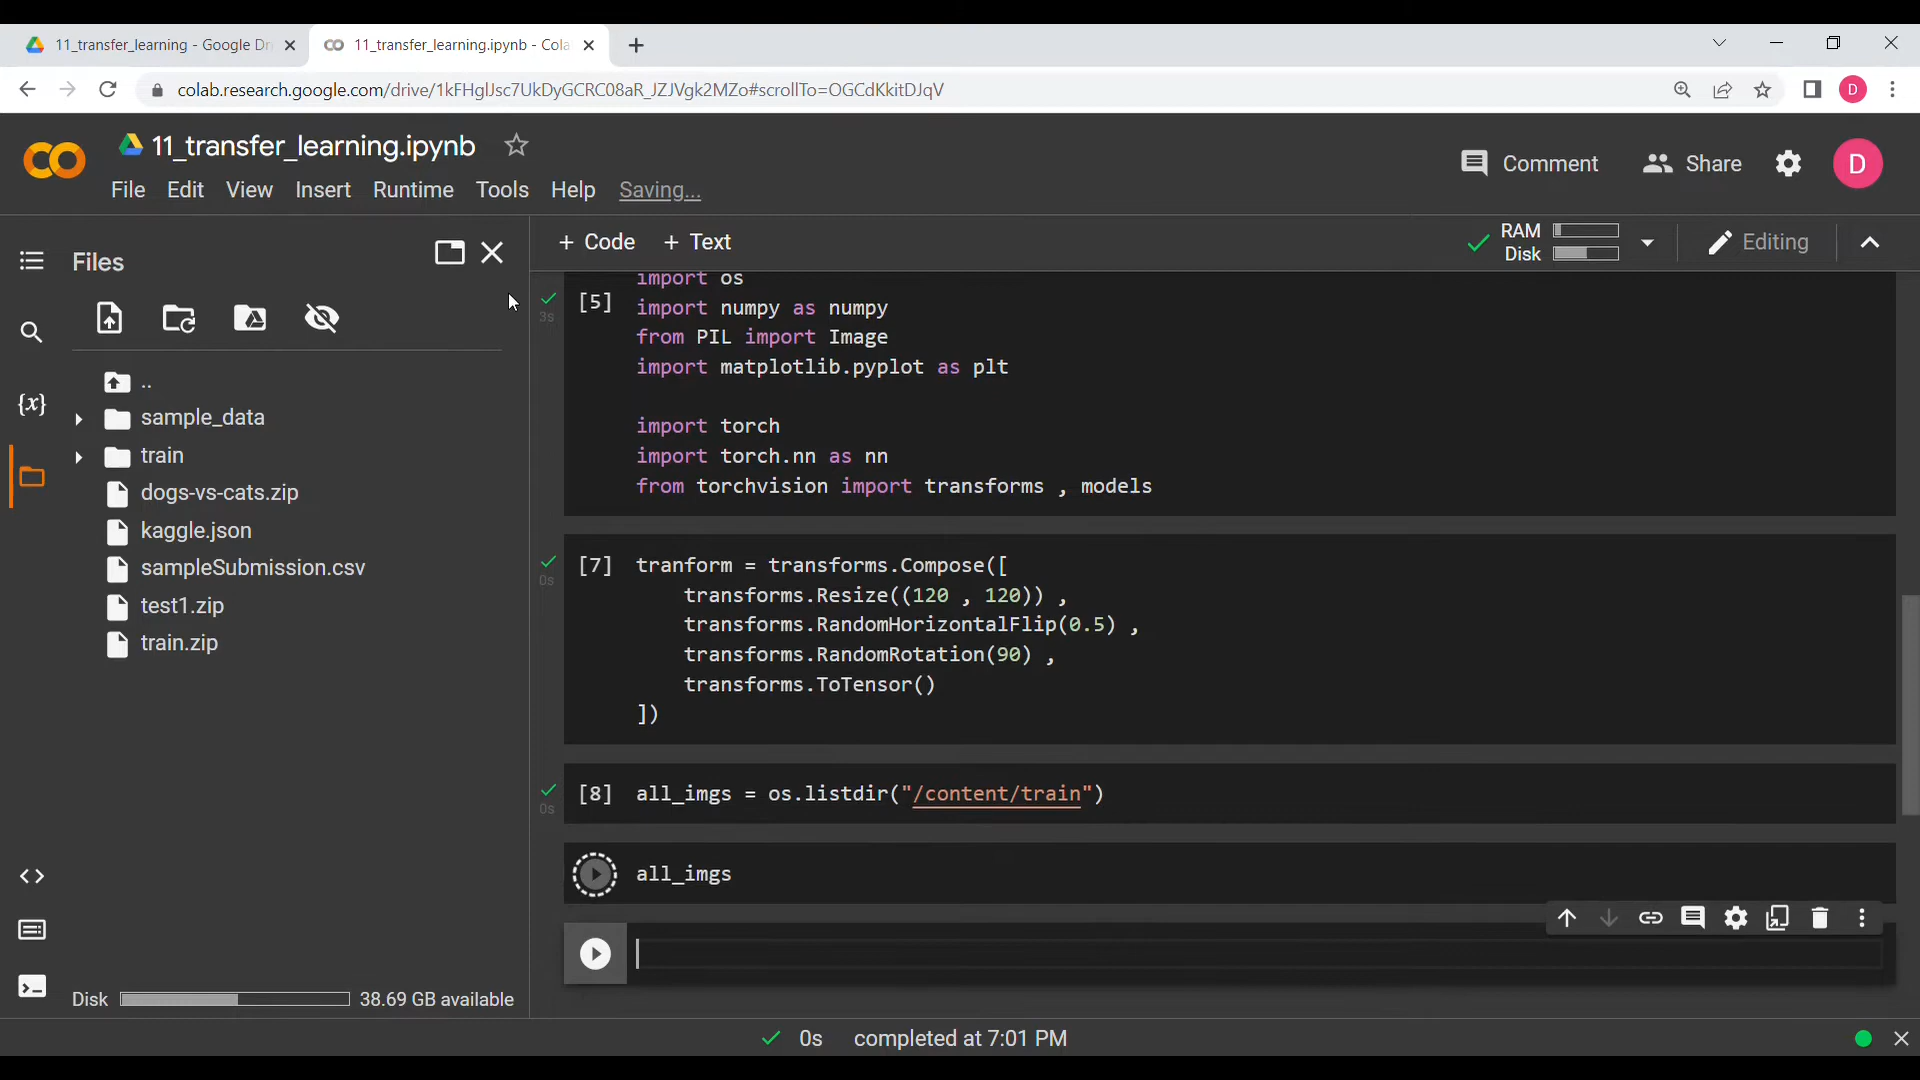 11_transfer_learning - Google Dr
11_transfer_learning.ipynb - Cola
colab.research.google.com/drive/1kFHglJsc7UkDyGCRC08aR_JZJVgk2MZo#scrollTo=OGCdKkitDJqV
D
CO
11_transfer_learning.ipynb
Comment
Share
D
File Edit View Insert Runtime Tools Help Saving...
Files
+ Code + Text
RAM
Disk
Editing
..
sample_data
train
dogs-vs-cats.zip
kaggle.json
sampleSubmission.csv
test1.zip
train.zip
{x}
<>
Disk 38.69 GB available
import os
[5] import numpy as numpy
3s
from PIL import Image
import matplotlib.pyplot as plt
import torch
import torch.nn as nn
from torchvision import transforms , models
[7] tranform = transforms.Compose([
0s
transforms.Resize((120 , 120)) ,
transforms.RandomHorizontalFlip(0.5) ,
transforms.RandomRotation(90) ,
transforms.ToTensor()
])
[8] all_imgs = os.listdir("/content/train")
0s
all_imgs
0s completed at 7:01 PM